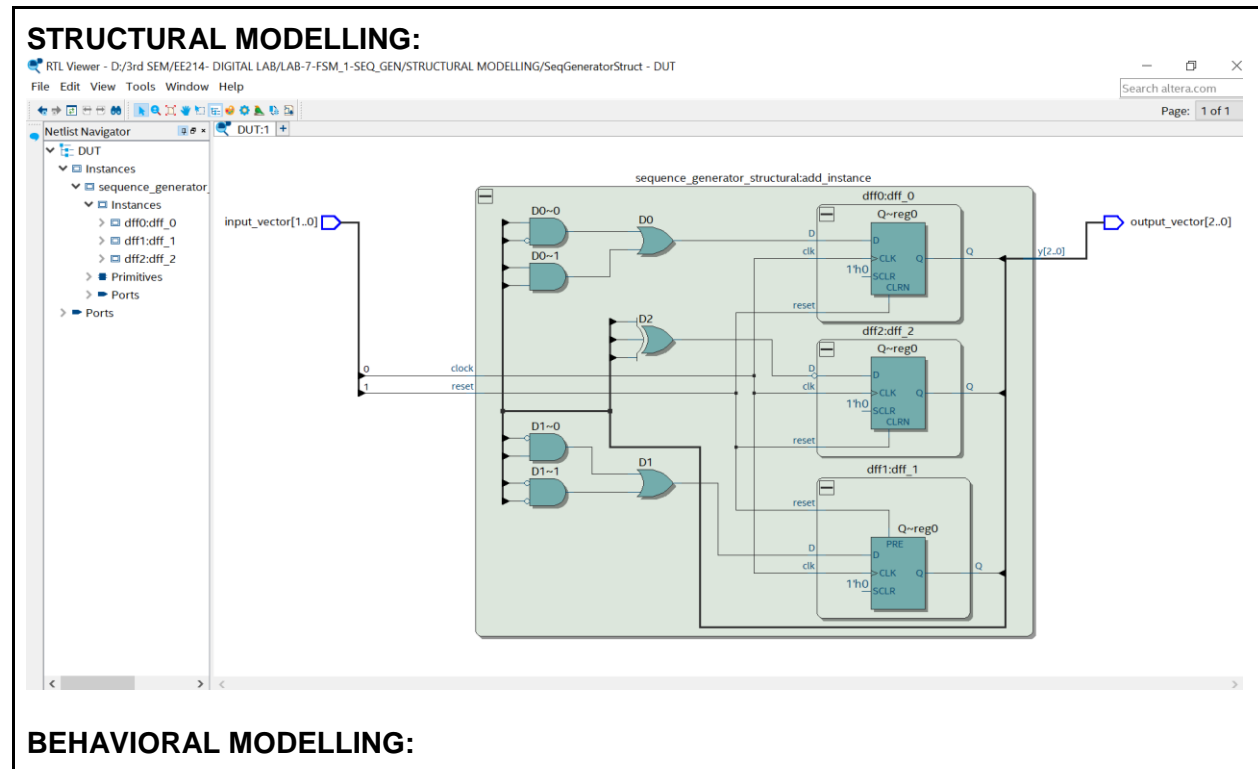 STRUCTURAL MODELLING:
RTL Viewer - D:/3rd SEM/EE214- DIGITAL LAB/LAB-7-FSM_1-SEQ_GEN/STRUCTURAL MODELLING/SeqGeneratorStruct - DUT
File Edit View Tools Window Help
Search altera.com
Page: 1 of 1
Netlist Navigator
DUT:1
DUT
Instances
sequence_generator_
Instances
dff0:dff_0
dff1:dff_1
dff2:dff_2
Primitives
Ports
Ports
input_vector[1..0]
0
1
clock
reset
sequence_generator_structural:add_instance
D0~0
D0~1
D0
D2
D1~0
D1~1
D1
dff0:dff_0
Q~reg0
D
clk
1'h0
reset
D
CLK
SCLR
CLRN
Q
Q
dff2:dff_2
Q~reg0
D
clk
1'h0
reset
D
CLK
SCLR
CLRN
Q
Q
dff1:dff_1
reset
Q~reg0
PRE
D
clk
1'h0
D
CLK
SCLR
Q
Q
y[2..0]
output_vector[2..0]
BEHAVIORAL MODELLING: